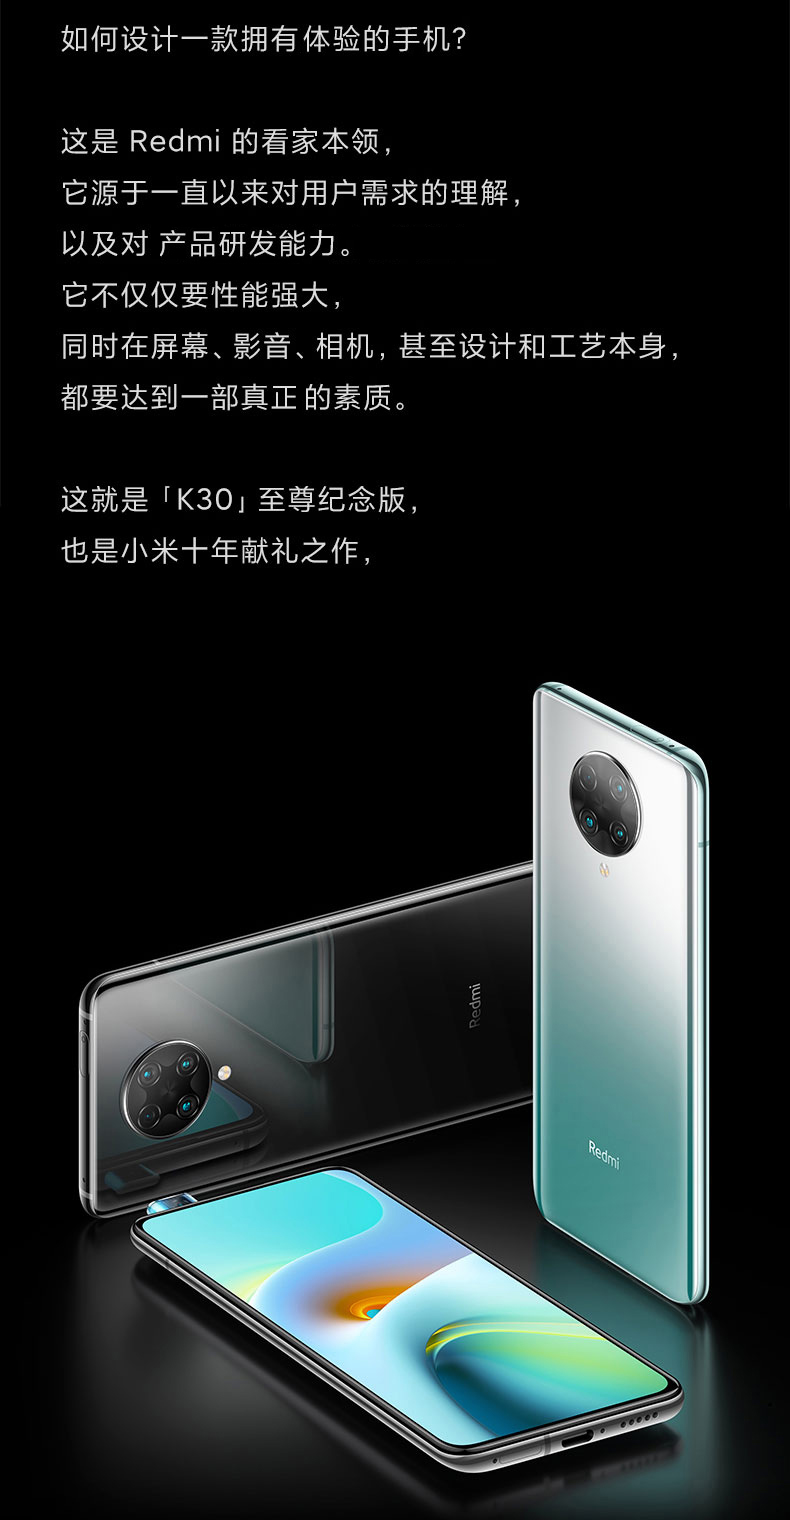 如何设计一款拥有体验的手机？
这是 Redmi 的看家本领，
它源于一直以来对用户需求的理解，
以及对 产品研发能力。
它不仅仅要性能强大，
同时在屏幕、影音、相机，甚至设计和工艺本身，
都要达到一部真正的素质。
这就是「K30」至尊纪念版，
也是小米十年献礼之作，
Redmi
Redmi